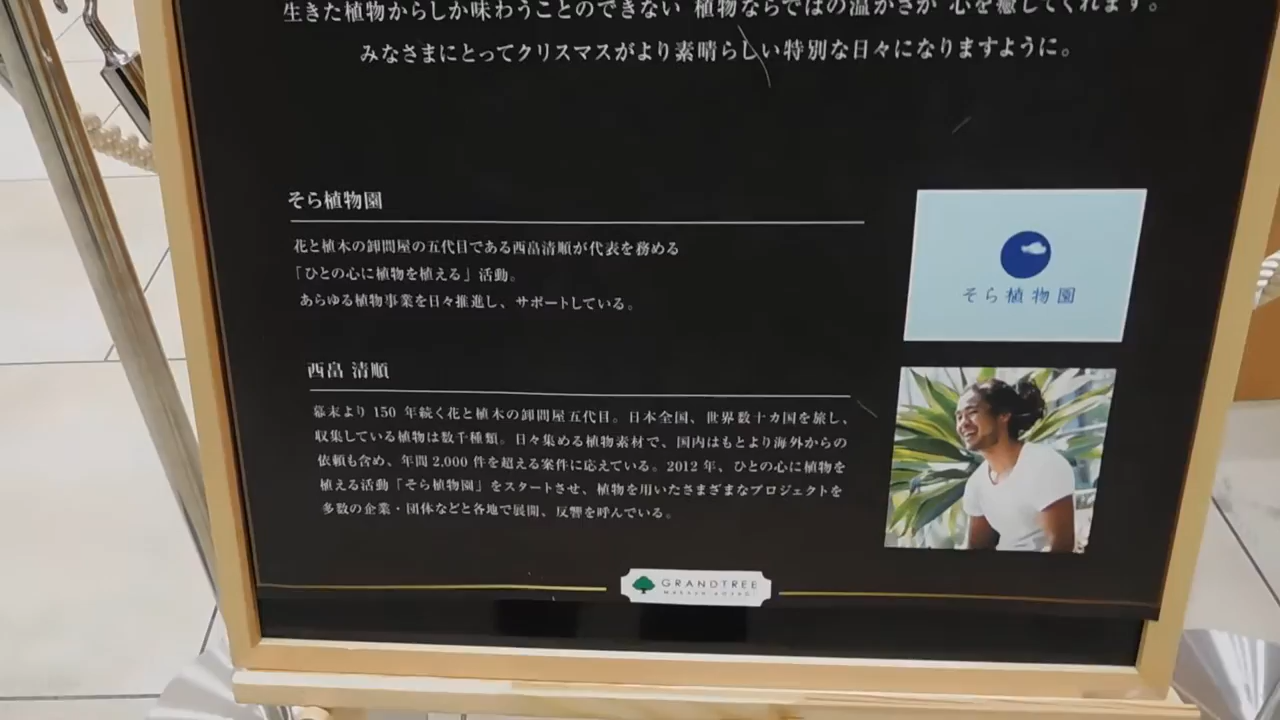 生きた植物からしか味わうことのできない 植物ならではの温かさが 心を癒してくれます。
みなさまにとってクリスマスがより素晴らしい特別な日々になりますように。
そら植物園
花と植木の卸問屋の五代目である西畠清順が代表を務める
「ひとの心に植物を植える」活動。
あらゆる植物事業を日々推進し、サポートしている。
そら植物園
西畠 清順
幕末より 150 年続く花と植木の卸問屋五代目。日本全国、世界数十カ国を旅し、
収集している植物は数千種類。日々集める植物素材で、国内はもとより海外からの
依頼も含め、年間 2,000 件を超える案件に応えている。2012 年、ひとの心に植物を
植える活動「そら植物園」をスタートさせ、植物を用いたさまざまなプロジェクトを
多数の企業・団体などと各地で展開、反響を呼んでいる。
GRANDTREE